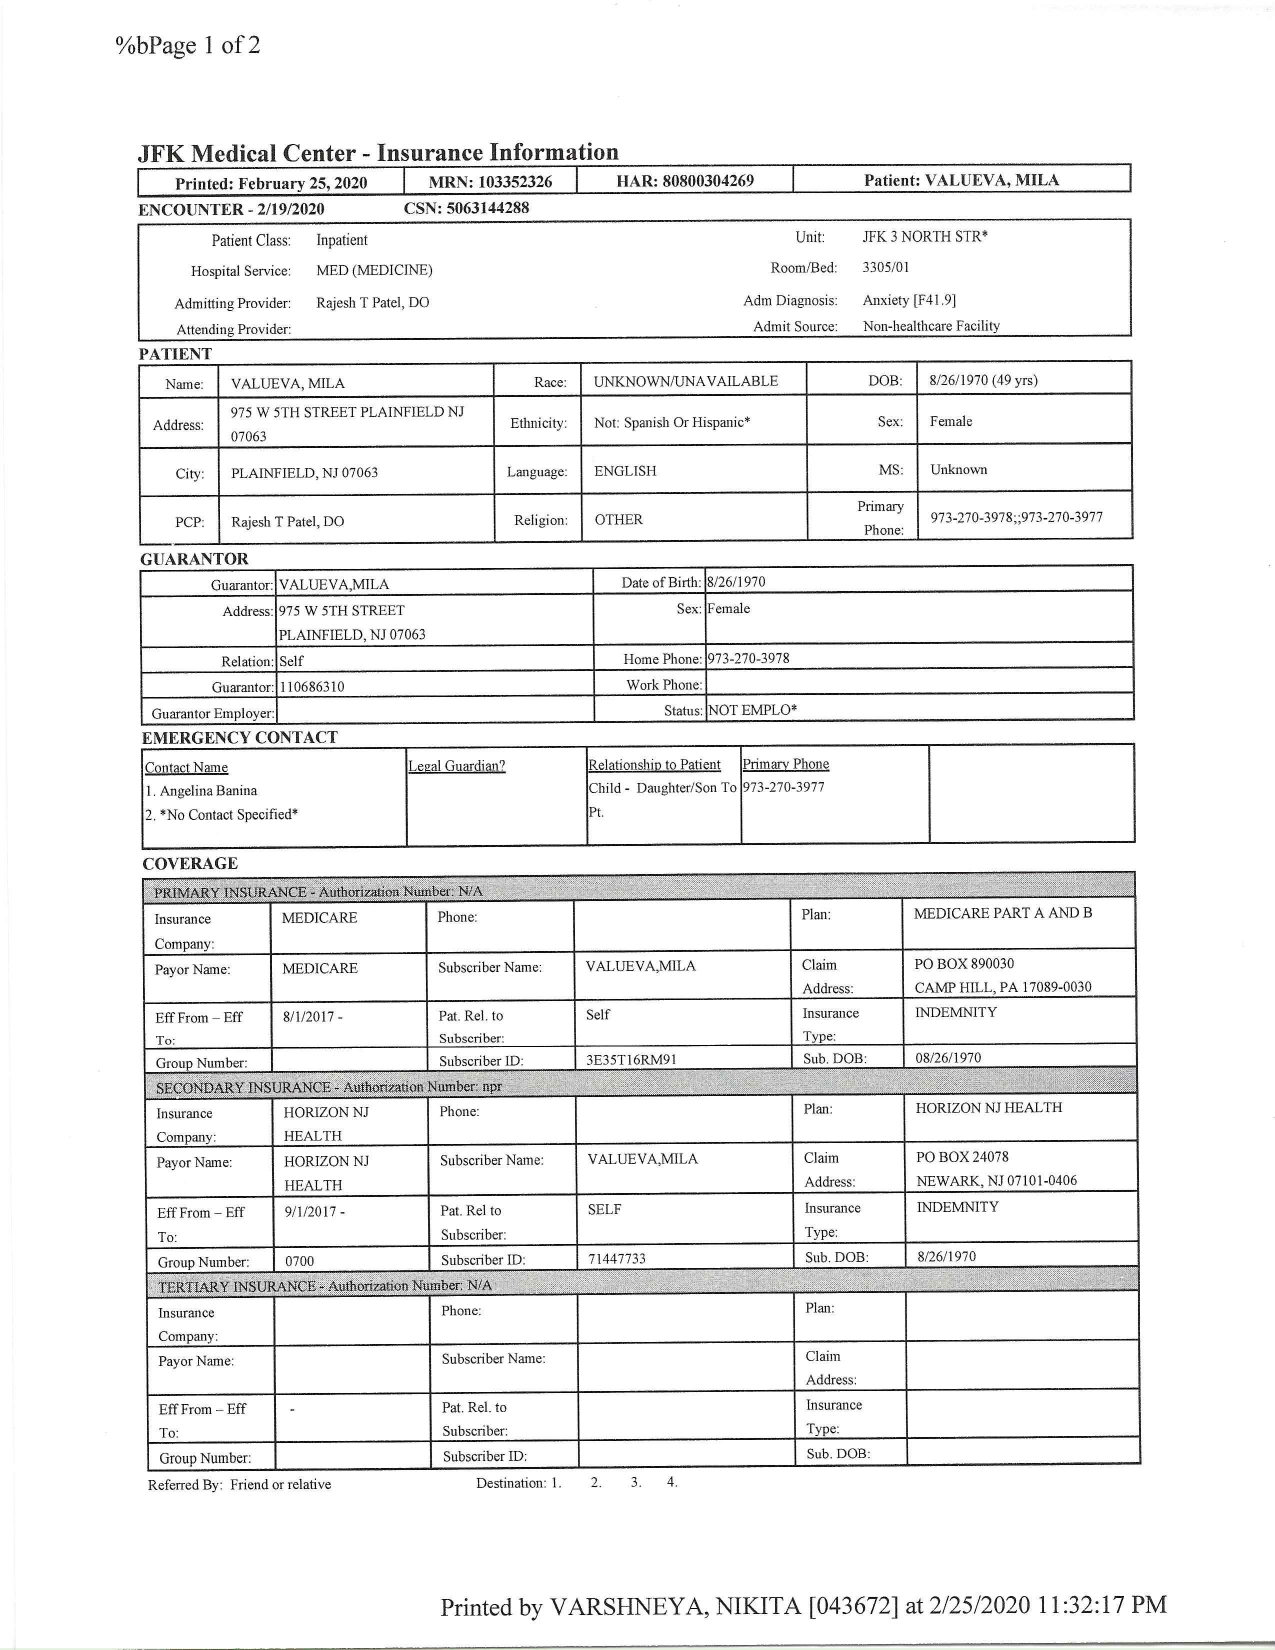 %bPage 1 of 2
JFK Medical Center - Insurance Information
Printed: February 25, 2020 MRN: 103352326 HAR: 80800304269 Patient: VALUEVA, MILA
ENCOUNTER - 2/19/2020 CSN: 5063144288
Patient Class: Inpatient Unit: JFK 3 NORTH STR*
Hospital Service: MED (MEDICINE) Room/Bed: 3305/01
Admitting Provider: Rajesh T Patel, DO Adm Diagnosis: Anxiety [F41.9]
Attending Provider: Admit Source: Non-healthcare Facility
PATIENT
Name: VALUEVA, MILA Race: UNKNOWN/UNAVAILABLE DOB: 8/26/1970 (49 yrs)
Address: 975 W 5TH STREET PLAINFIELD NJ Ethnicity: Not: Spanish Or Hispanic* Sex: Female
07063
City: PLAINFIELD, NJ 07063 Language: ENGLISH MS: Unknown
PCP: Rajesh T Patel, DO Religion: OTHER Primary 973-270-3978;;973-270-3977
Phone:
GUARANTOR
Guarantor: VALUEVA,MILA Date of Birth: 8/26/1970
Address: 975 W 5TH STREET Sex: Female
PLAINFIELD, NJ 07063
Relation: Self Home Phone: 973-270-3978
Guarantor: 110686310 Work Phone:
Guarantor Employer: Status: NOT EMPLO*
EMERGENCY CONTACT
Contact Name Legal Guardian? Relationship to Patient Primary Phone
1. Angelina Banina Child - Daughter/Son To 973-270-3977
2. *No Contact Specified* Pt.
COVERAGE
PRIMARY INSURANCE - Authorization Number: N/A
Insurance MEDICARE Phone: Plan: MEDICARE PART A AND B
Company:
Payor Name: MEDICARE Subscriber Name: VALUEVA,MILA Claim PO BOX 890030
Address: CAMP HILL, PA 17089-0030
Eff From – Eff 8/1/2017 - Pat. Rel. to Self Insurance INDEMNITY
To: Subscriber: Type:
Group Number: Subscriber ID: 3E35T16RM91 Sub. DOB: 08/26/1970
SECONDARY INSURANCE - Authorization Number: npr
Insurance HORIZON NJ Phone: Plan: HORIZON NJ HEALTH
Company: HEALTH
Payor Name: HORIZON NJ Subscriber Name: VALUEVA,MILA Claim PO BOX 24078
HEALTH Address: NEWARK, NJ 07101-0406
Eff From – Eff 9/1/2017 - Pat. Rel to SELF Insurance INDEMNITY
To: Subscriber: Type:
Group Number: 0700 Subscriber ID: 71447733 Sub. DOB: 8/26/1970
TERTIARY INSURANCE - Authorization Number: N/A
Insurance Phone: Plan:
Company:
Payor Name: Subscriber Name: Claim
Address:
Eff From – Eff - Pat. Rel. to Insurance
To: Subscriber: Type:
Group Number: Subscriber ID: Sub. DOB:
Referred By: Friend or relative Destination: 1. 2. 3. 4.
Printed by VARSHNEYA, NIKITA [043672] at 2/25/2020 11:32:17 PM